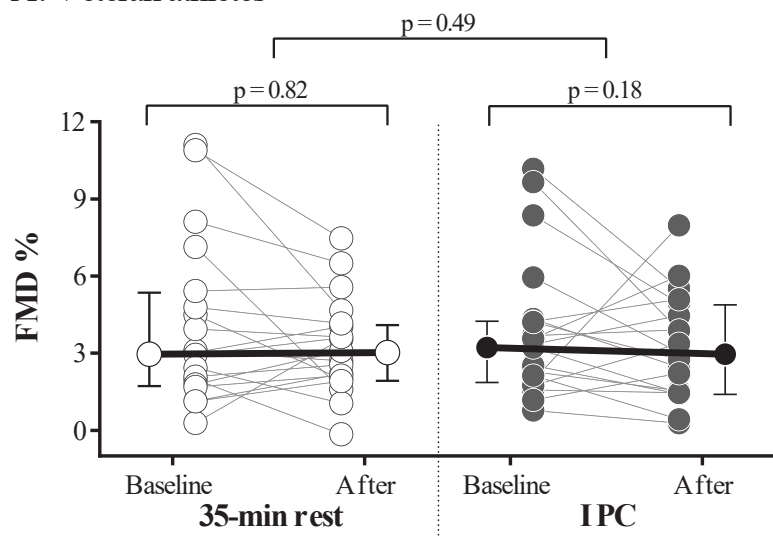 p = 0.49
p = 0.82
p = 0.18
12
9
6
3
0
FMD %
Baseline
After
Baseline
After
35-min rest
IPC